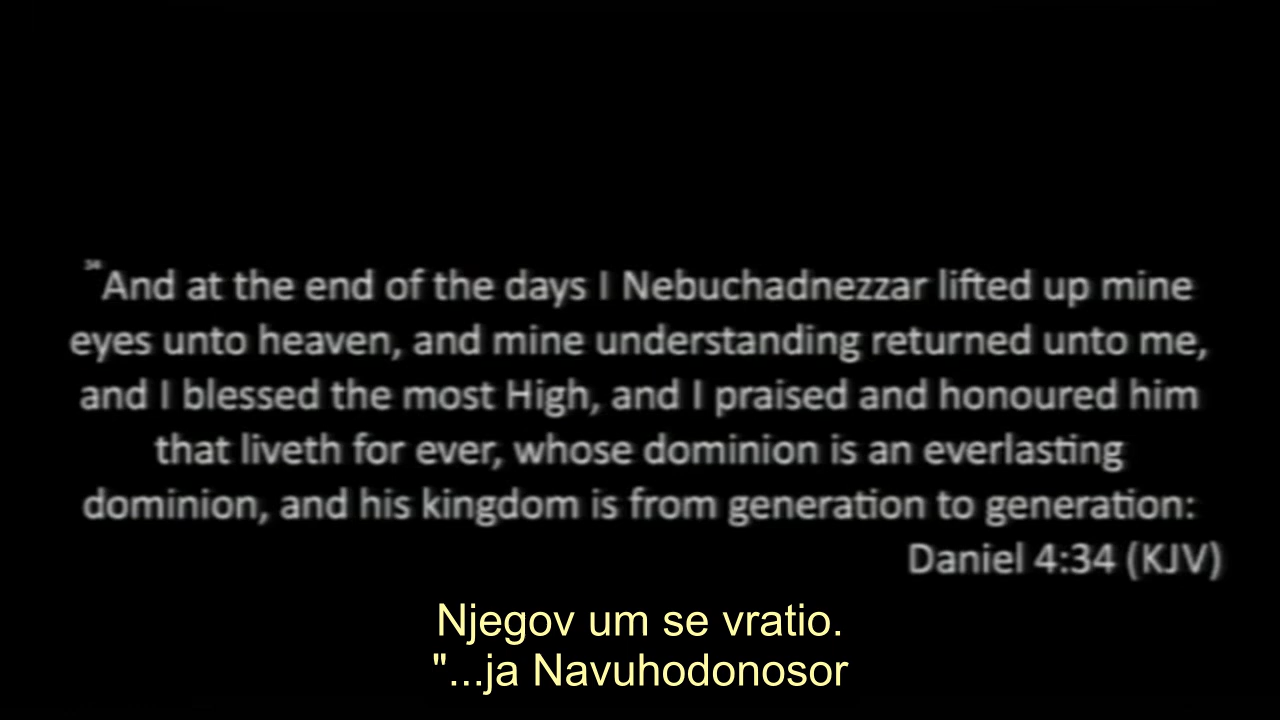 34 And at the end of the days I Nebuchadnezzar lifted up mine
eyes unto heaven, and mine understanding returned unto me,
and I blessed the most High, and I praised and honoured him
that liveth for ever, whose dominion is an everlasting
dominion, and his kingdom is from generation to generation:
Daniel 4:34 (KJV)
Njegov um se vratio.
"...ja Navuhodonosor